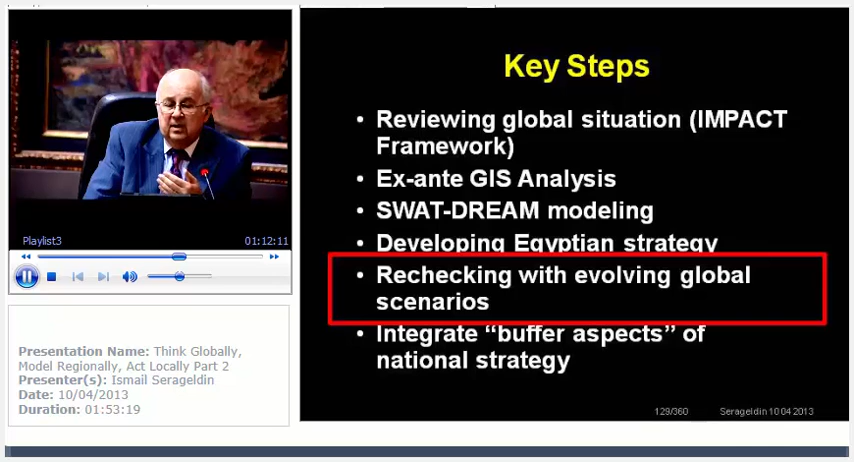 Playlist3
01:12:11
Presentation Name: Think Globally,
Model Regionally, Act Locally Part 2
Presenter(s): Ismail Serageldin
Date: 10/04/2013
Duration: 01:53:19
Key Steps
• Reviewing global situation (IMPACT
Framework)
• Ex-ante GIS Analysis
• SWAT-DREAM modeling
• Developing Egyptian strategy
• Rechecking with evolving global
scenarios
• Integrate “buffer aspects” of
national strategy
129/360
Serageldin 10 04 2013